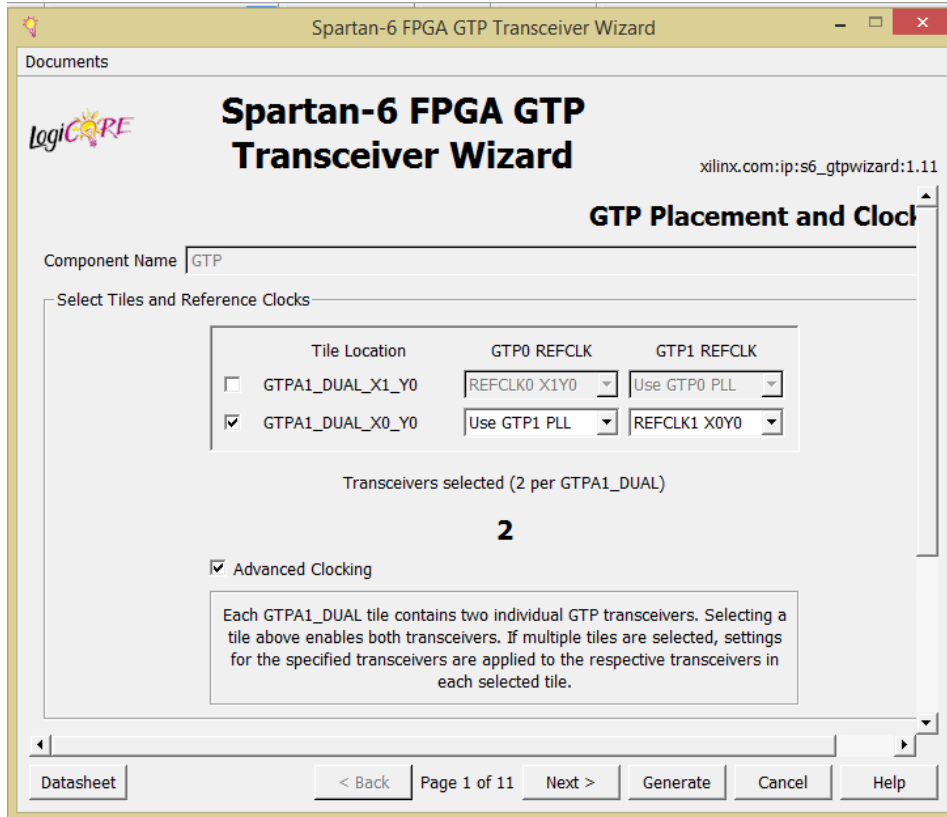 Spartan-6 FPGA GTP Transceiver Wizard
Documents
LogiCORE
Spartan-6 FPGA GTP
Transceiver Wizard
xilinx.com:ip:s6_gtpwizard:1.11
GTP Placement and Clock
Component Name GTP
Select Tiles and Reference Clocks
Tile Location GTP0 REFCLK GTP1 REFCLK
GTPA1_DUAL_X1_Y0 REFCLK0 X1Y0 Use GTP0 PLL
GTPA1_DUAL_X0_Y0 Use GTP1 PLL REFCLK1 X0Y0
Transceivers selected (2 per GTPA1_DUAL)
2
Advanced Clocking
Each GTPA1_DUAL tile contains two individual GTP transceivers. Selecting a
tile above enables both transceivers. If multiple tiles are selected, settings
for the specified transceivers are applied to the respective transceivers in
each selected tile.
Datasheet < Back Page 1 of 11 Next > Generate Cancel Help